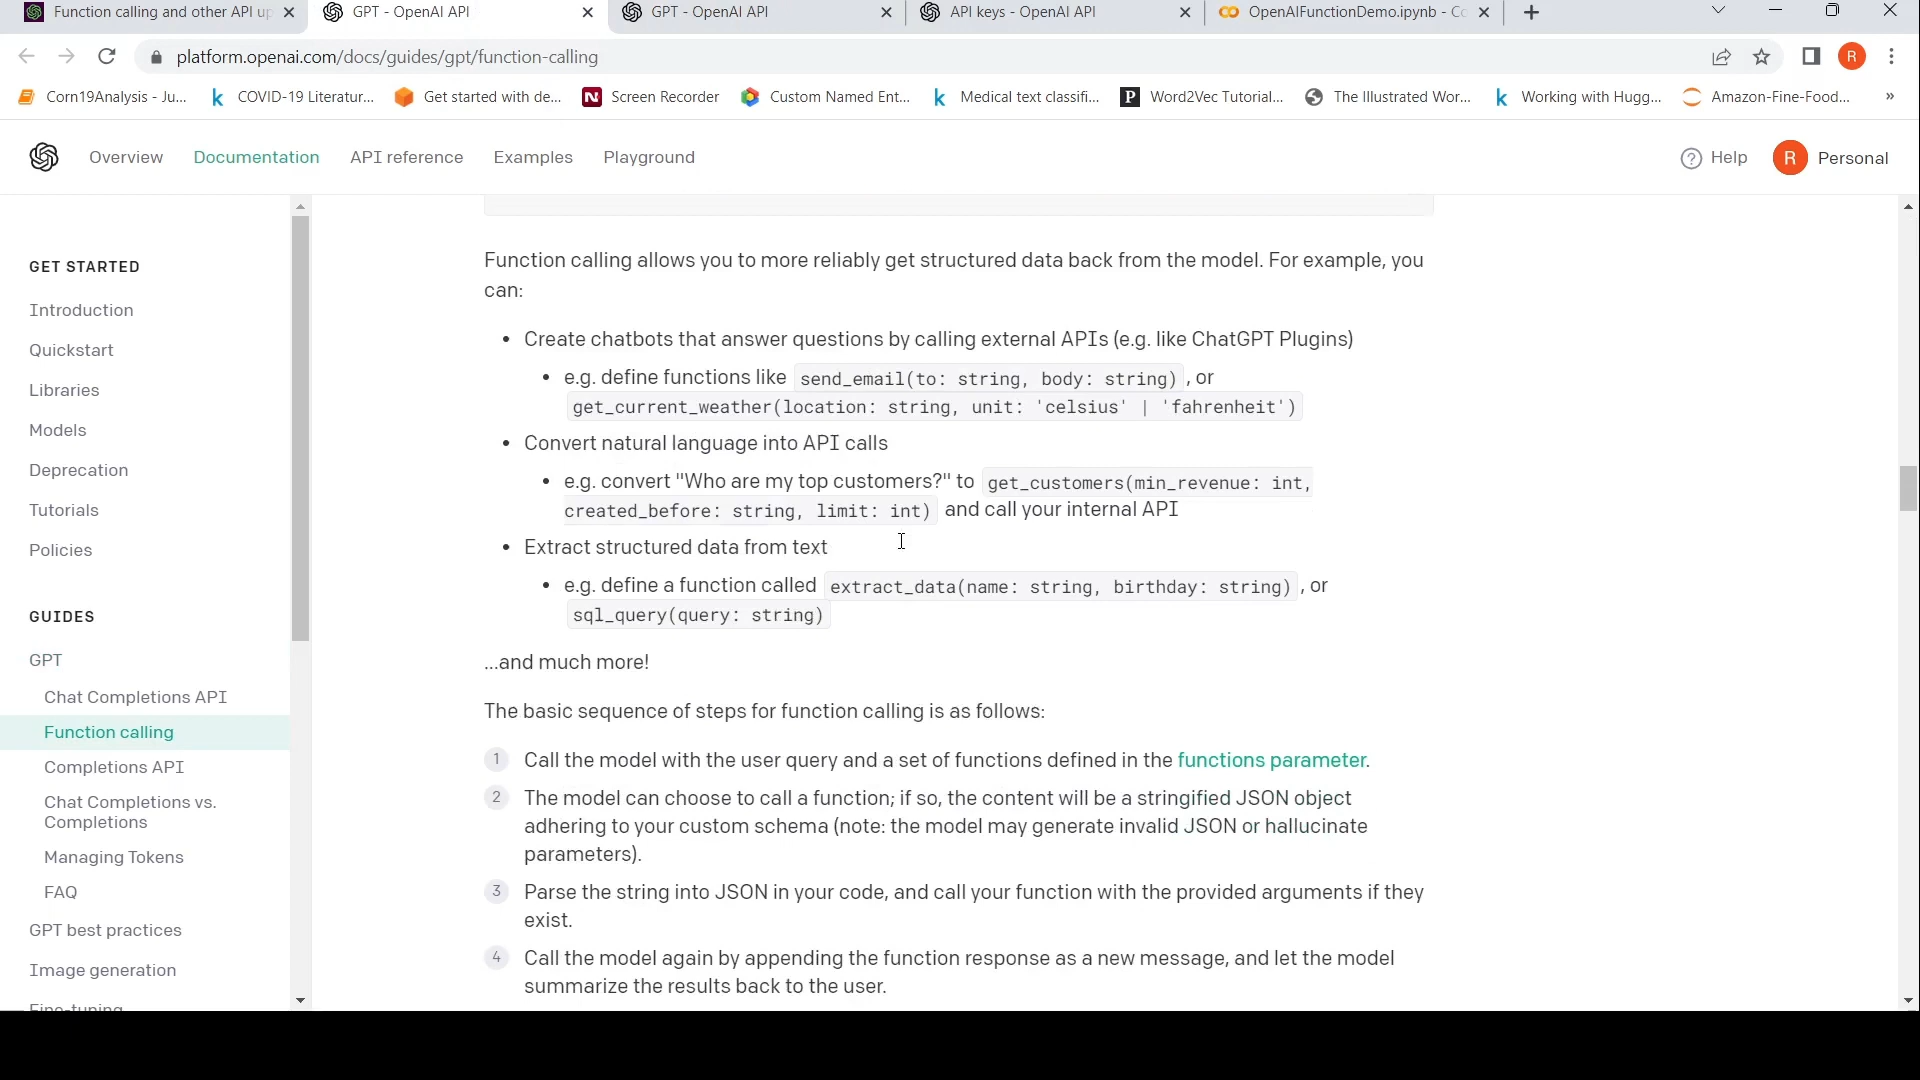 Function calling and other API up
GPT - OpenAI API
GPT - OpenAI API
API keys - OpenAI API
OpenAIFunctionDemo.ipynb - Co
platform.openai.com/docs/guides/gpt/function-calling
R
Corn19Analysis - Ju...
COVID-19 Literatur...
Get started with de...
Screen Recorder
Custom Named Ent...
Medical text classifi...
Word2Vec Tutorial...
The Illustrated Wor...
Working with Hugg...
Amazon-Fine-Food...
»
Overview
Documentation
API reference
Examples
Playground
Help
R
Personal
GET STARTED
Introduction
Quickstart
Libraries
Models
Deprecation
Tutorials
Policies
GUIDES
GPT
Chat Completions API
Function calling
Completions API
Chat Completions vs.
Completions
Managing Tokens
FAQ
GPT best practices
Image generation
Fine-tuning
Function calling allows you to more reliably get structured data back from the model. For example, you
can:
• Create chatbots that answer questions by calling external APIs (e.g. like ChatGPT Plugins)
• e.g. define functions like send_email(to: string, body: string) , or
get_current_weather(location: string, unit: 'celsius' | 'fahrenheit')
• Convert natural language into API calls
• e.g. convert "Who are my top customers?" to get_customers(min_revenue: int,
created_before: string, limit: int) and call your internal API
• Extract structured data from text
• e.g. define a function called extract_data(name: string, birthday: string) , or
sql_query(query: string)
...and much more!
The basic sequence of steps for function calling is as follows:
1 Call the model with the user query and a set of functions defined in the functions parameter.
2 The model can choose to call a function; if so, the content will be a stringified JSON object
adhering to your custom schema (note: the model may generate invalid JSON or hallucinate
parameters).
3 Parse the string into JSON in your code, and call your function with the provided arguments if they
exist.
4 Call the model again by appending the function response as a new message, and let the model
summarize the results back to the user.